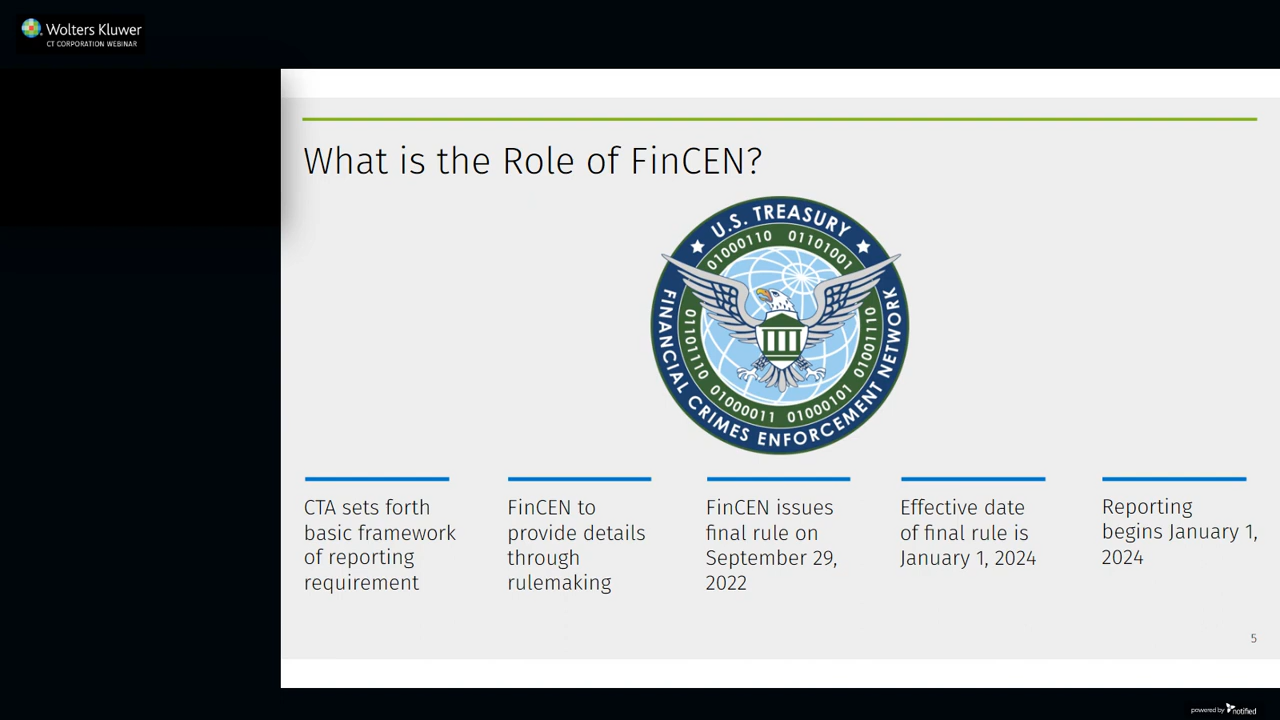 Wolters Kluwer
CT CORPORATION WEBINAR
What is the Role of FinCEN?
U.S. TREASURY
01000110 01101001
01101110 01000011 01000101 01001110
FINANCIAL CRIMES ENFORCEMENT NETWORK
CTA sets forth
basic framework
of reporting
requirement
FinCEN to
provide details
through
rulemaking
FinCEN issues
final rule on
September 29,
2022
Effective date
of final rule is
January 1, 2024
Reporting
begins January 1,
2024
5
powered by notified